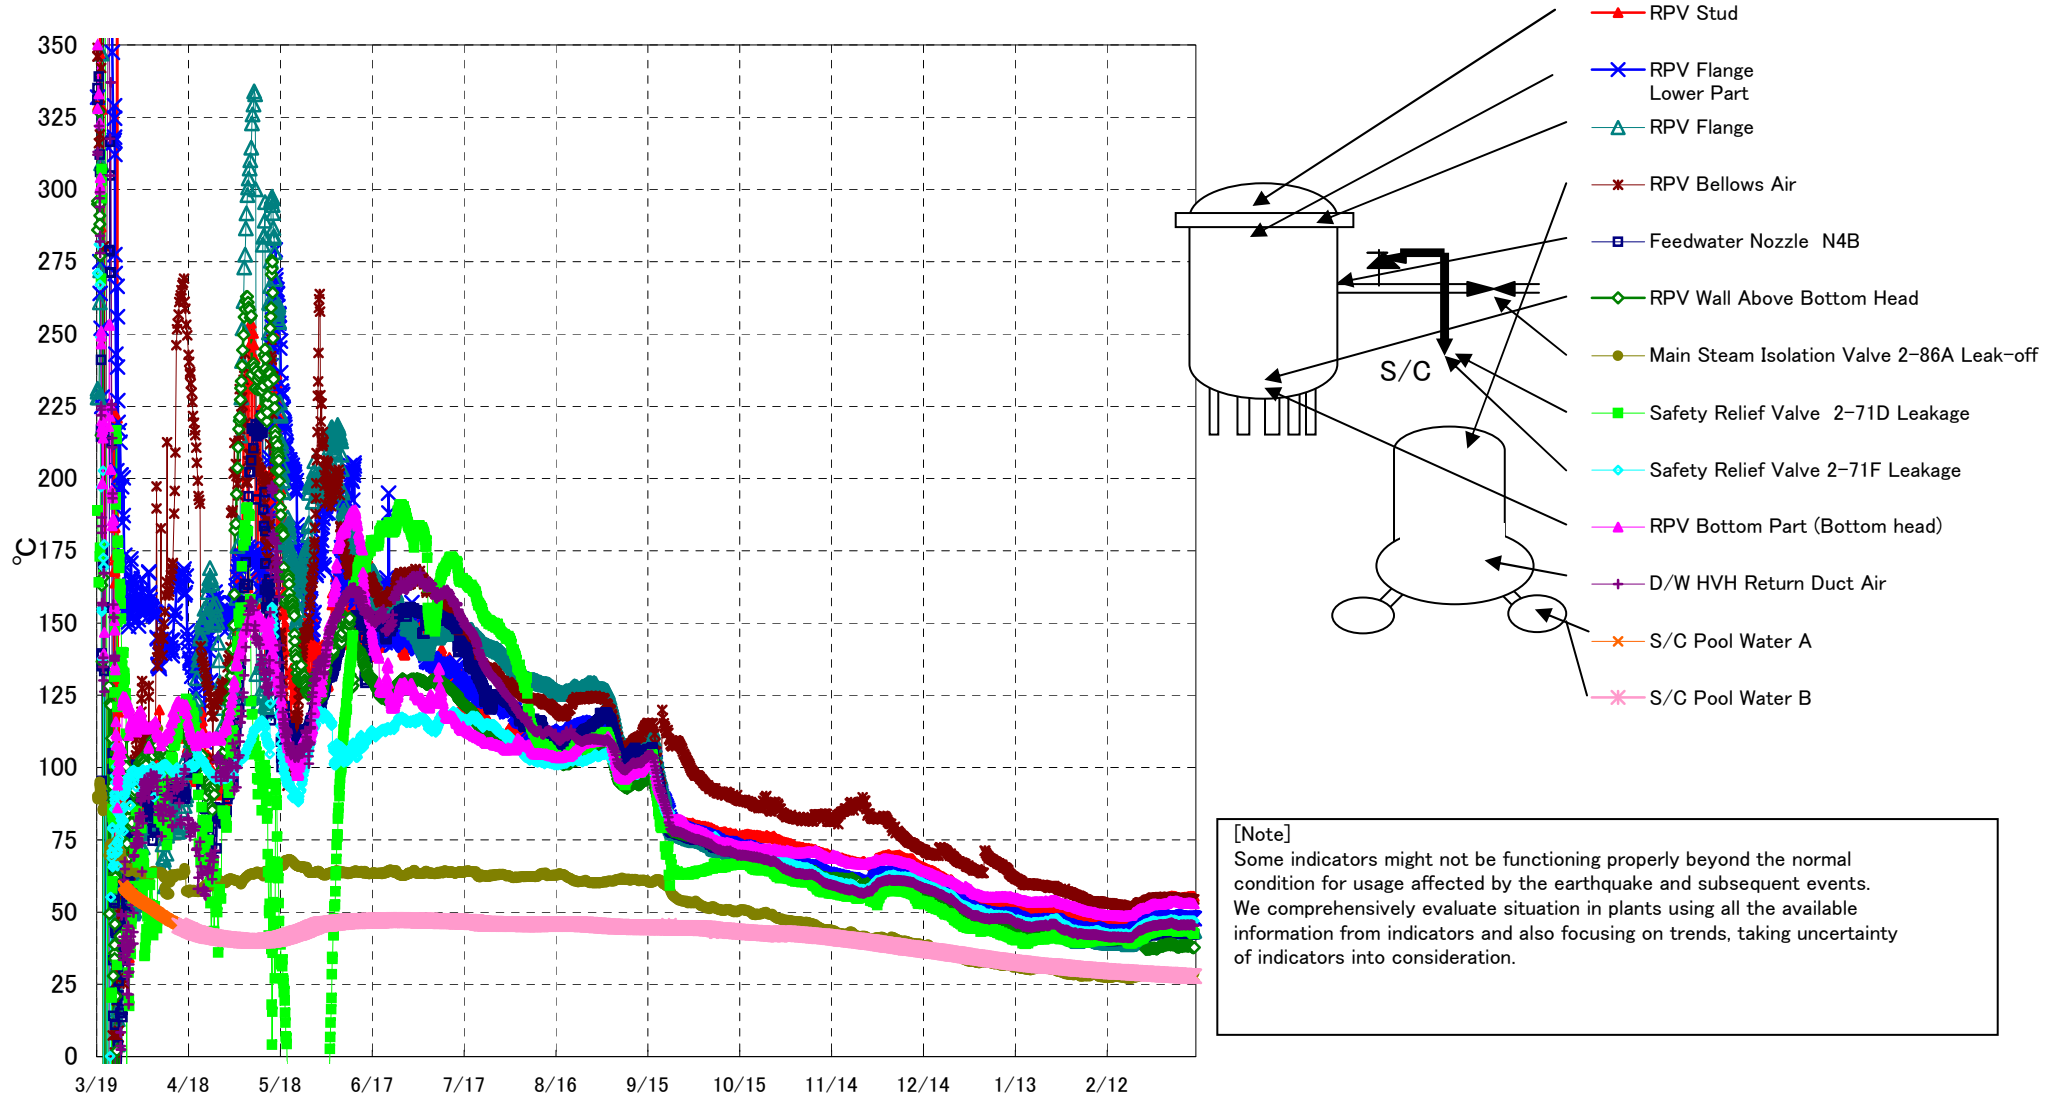 350
325
300
275
250
225
200
175
150
125
100
75
50
25
0
℃
3/19
4/18
5/18
6/17
7/17
8/16
9/15
10/15
11/14
12/14
1/13
2/12
RPV Stud
RPV Flange
Lower Part
RPV Flange
RPV Bellows Air
Feedwater Nozzle N4B
RPV Wall Above Bottom Head
Main Steam Isolation Valve 2-86A Leak-off
Safety Relief Valve 2-71D Leakage
Safety Relief Valve 2-71F Leakage
RPV Bottom Part (Bottom head)
D/W HVH Return Duct Air
S/C Pool Water A
S/C Pool Water B
S/C
[Note]
Some indicators might not be functioning properly beyond the normal
condition for usage affected by the earthquake and subsequent events.
We comprehensively evaluate situation in plants using all the available
information from indicators and also focusing on trends, taking uncertainty
of indicators into consideration.